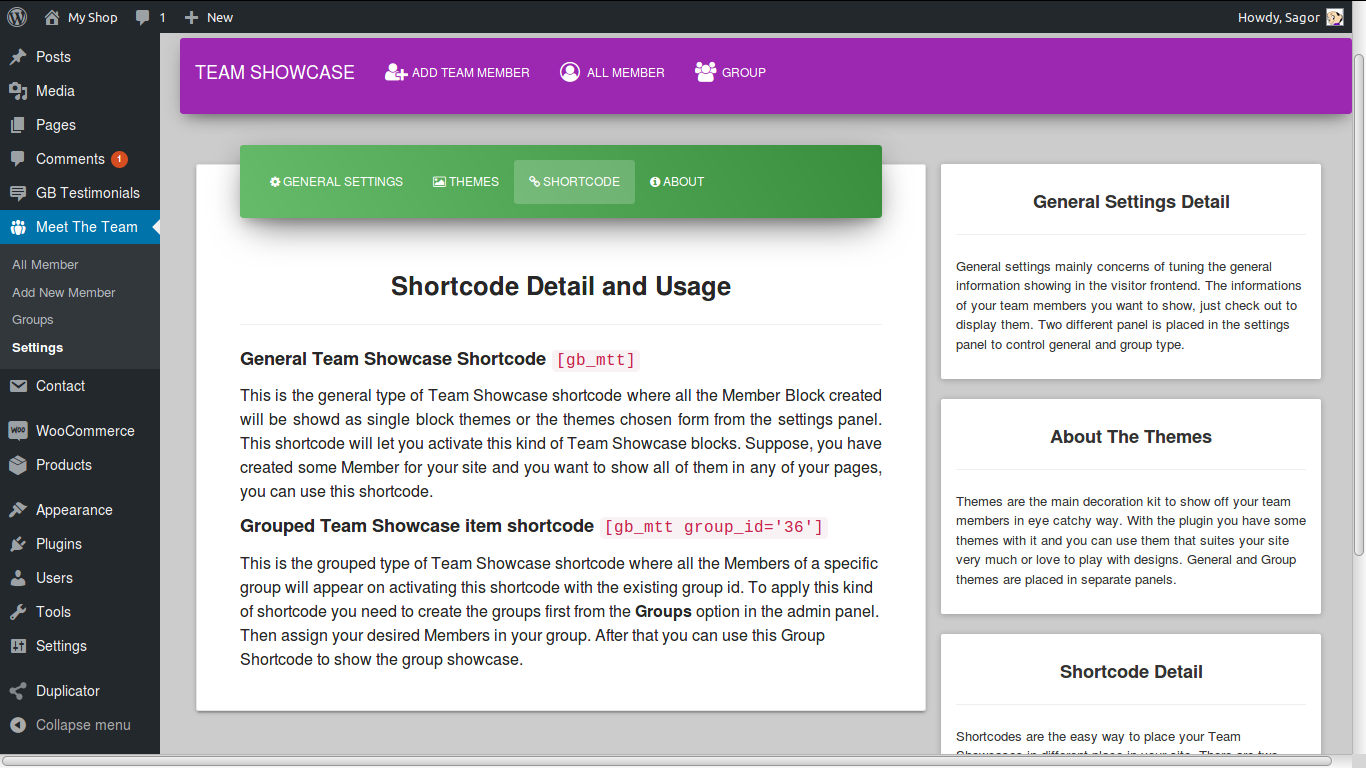 My Shop 1 New Howdy, Sagor
Posts
Media
Pages
Comments 1
GB Testimonials
Meet The Team
All Member
Add New Member
Groups
Settings
Contact
WOO WooCommerce
Products
Appearance
Plugins
Users
Tools
Settings
Duplicator
Collapse menu
TEAM SHOWCASE ADD TEAM MEMBER ALL MEMBER GROUP
GENERAL SETTINGS THEMES SHORTCODE ABOUT
Shortcode Detail and Usage
General Team Showcase Shortcode [gb_mtt]
This is the general type of Team Showcase shortcode where all the Member Block created
will be showd as single block themes or the themes chosen form from the settings panel.
This shortcode will let you activate this kind of Team Showcase blocks. Suppose, you have
created some Member for your site and you want to show all of them in any of your pages,
you can use this shortcode.
Grouped Team Showcase item shortcode [gb_mtt group_id='36']
This is the grouped type of Team Showcase shortcode where all the Members of a specific
group will appear on activating this shortcode with the existing group id. To apply this kind
of shortcode you need to create the groups first from the Groups option in the admin panel.
Then assign your desired Members in your group. After that you can use this Group
Shortcode to show the group showcase.
General Settings Detail
General settings mainly concerns of tuning the general
information showing in the visitor frontend. The informations
of your team members you want to show, just check out to
display them. Two different panel is placed in the settings
panel to control general and group type.
About The Themes
Themes are the main decoration kit to show off your team
members in eye catchy way. With the plugin you have some
themes with it and you can use them that suites your site
very much or love to play with designs. General and Group
themes are placed in separate panels.
Shortcode Detail
Shortcodes are the easy way to place your Team
Showcases in different place in your site. There are two